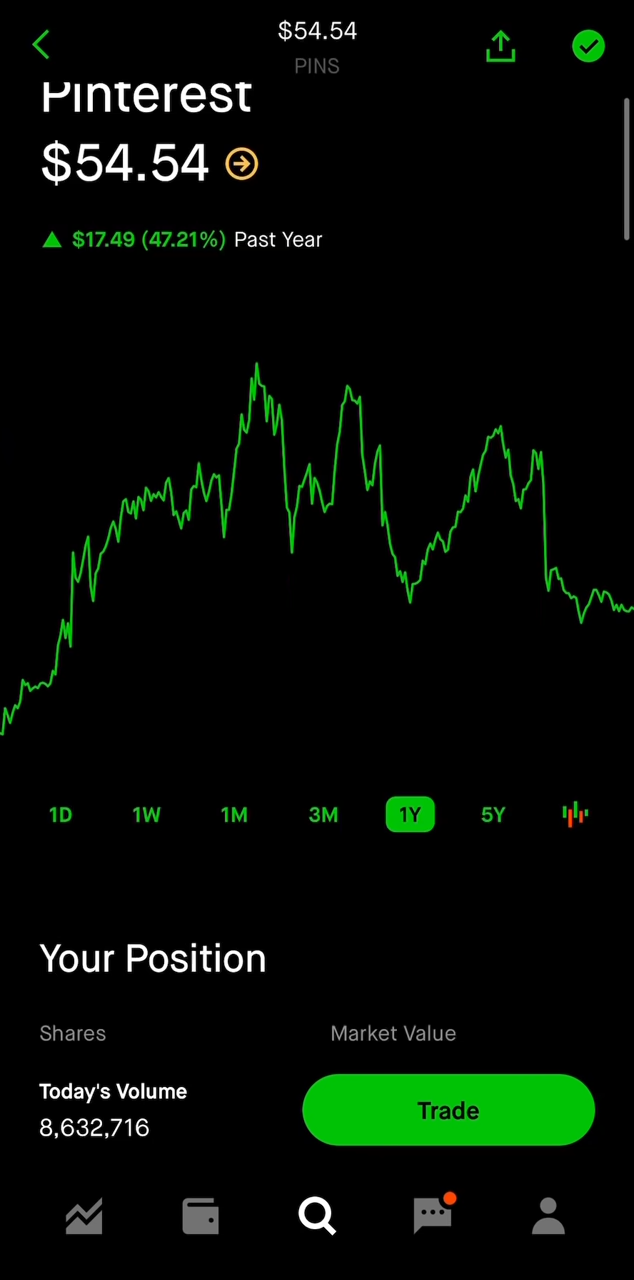 $54.54
PINS
Pinterest
$54.54
$17.49 (47.21%) Past Year
1D 1W 1M 3M 1Y 5Y
Your Position
Shares Market Value
Today's Volume
8,632,716
Trade